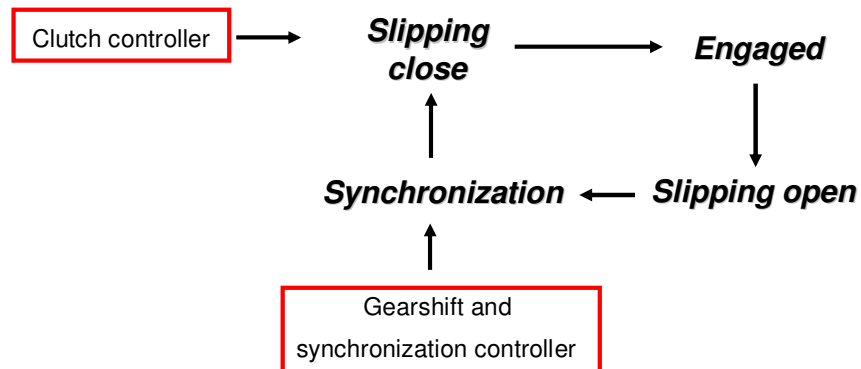 Clutch controller
Slipping
close
Engaged
Synchronization
Slipping open
Gearshift and
synchronization controller